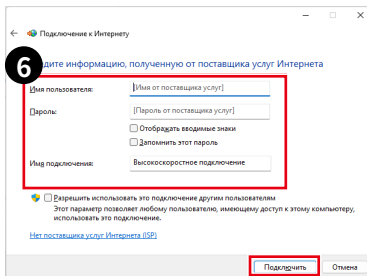 Подключение к Интернету
6
дите информацию, полученную от поставщика услуг Интернета
Имя пользователя: [Имя от поставщика услуг]
Пароль: [Пароль от поставщика услуг]
Отображать вводимые знаки
Запомнить этот пароль
Имя подключения: Высокоскоростное подключение
Разрешить использовать это подключение другим пользователям
Этот параметр позволяет любому пользователю, имеющему доступ к этому компьютеру,
использовать это подключение.
Нет поставщика услуг Интернета (ISP)
Подключить Отмена